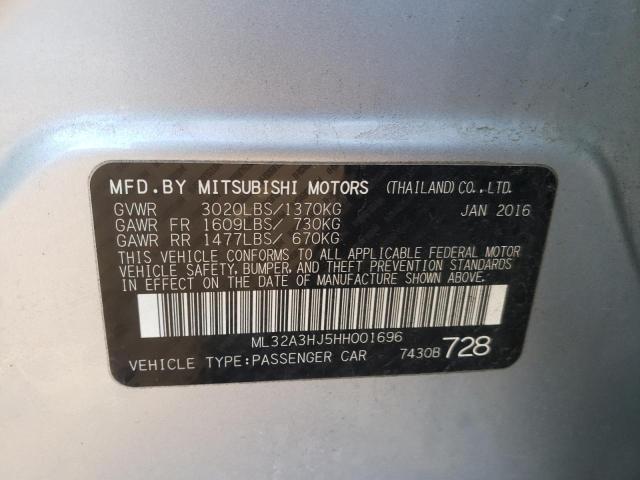 MFD.BY MITSUBISHI MOTORS (THAILAND)CO.,LTD.
GVWR 3020LBS/1370KG JAN 2016
GAWR FR 1609LBS/ 730KG
GAWR RR 1477LBS/ 670KG
THIS VEHICLE CONFORMS TO ALL APPLICABLE FEDERAL MOTOR
VEHICLE SAFETY, BUMPER, AND THEFT PREVENTION STANDARDS
IN EFFECT ON THE DATE OF MANUFACTURE SHOWN ABOVE.
ML32A3HJ5HH001696
VEHICLE TYPE:PASSENGER CAR 7430B 728